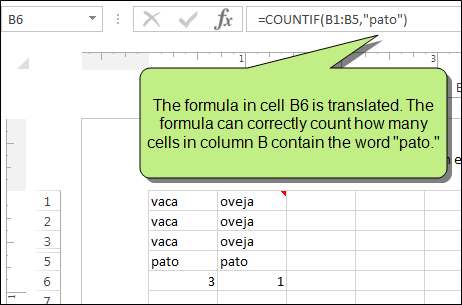 B6 =COUNTIF(B1:B5,"pato")
1 3
The formula in cell B6 is translated. The
formula can correctly count how many
cells in column B contain the word "pato."
1 vaca oveja
2 vaca oveja
3 vaca oveja
5 pato pato
6 3 1
1